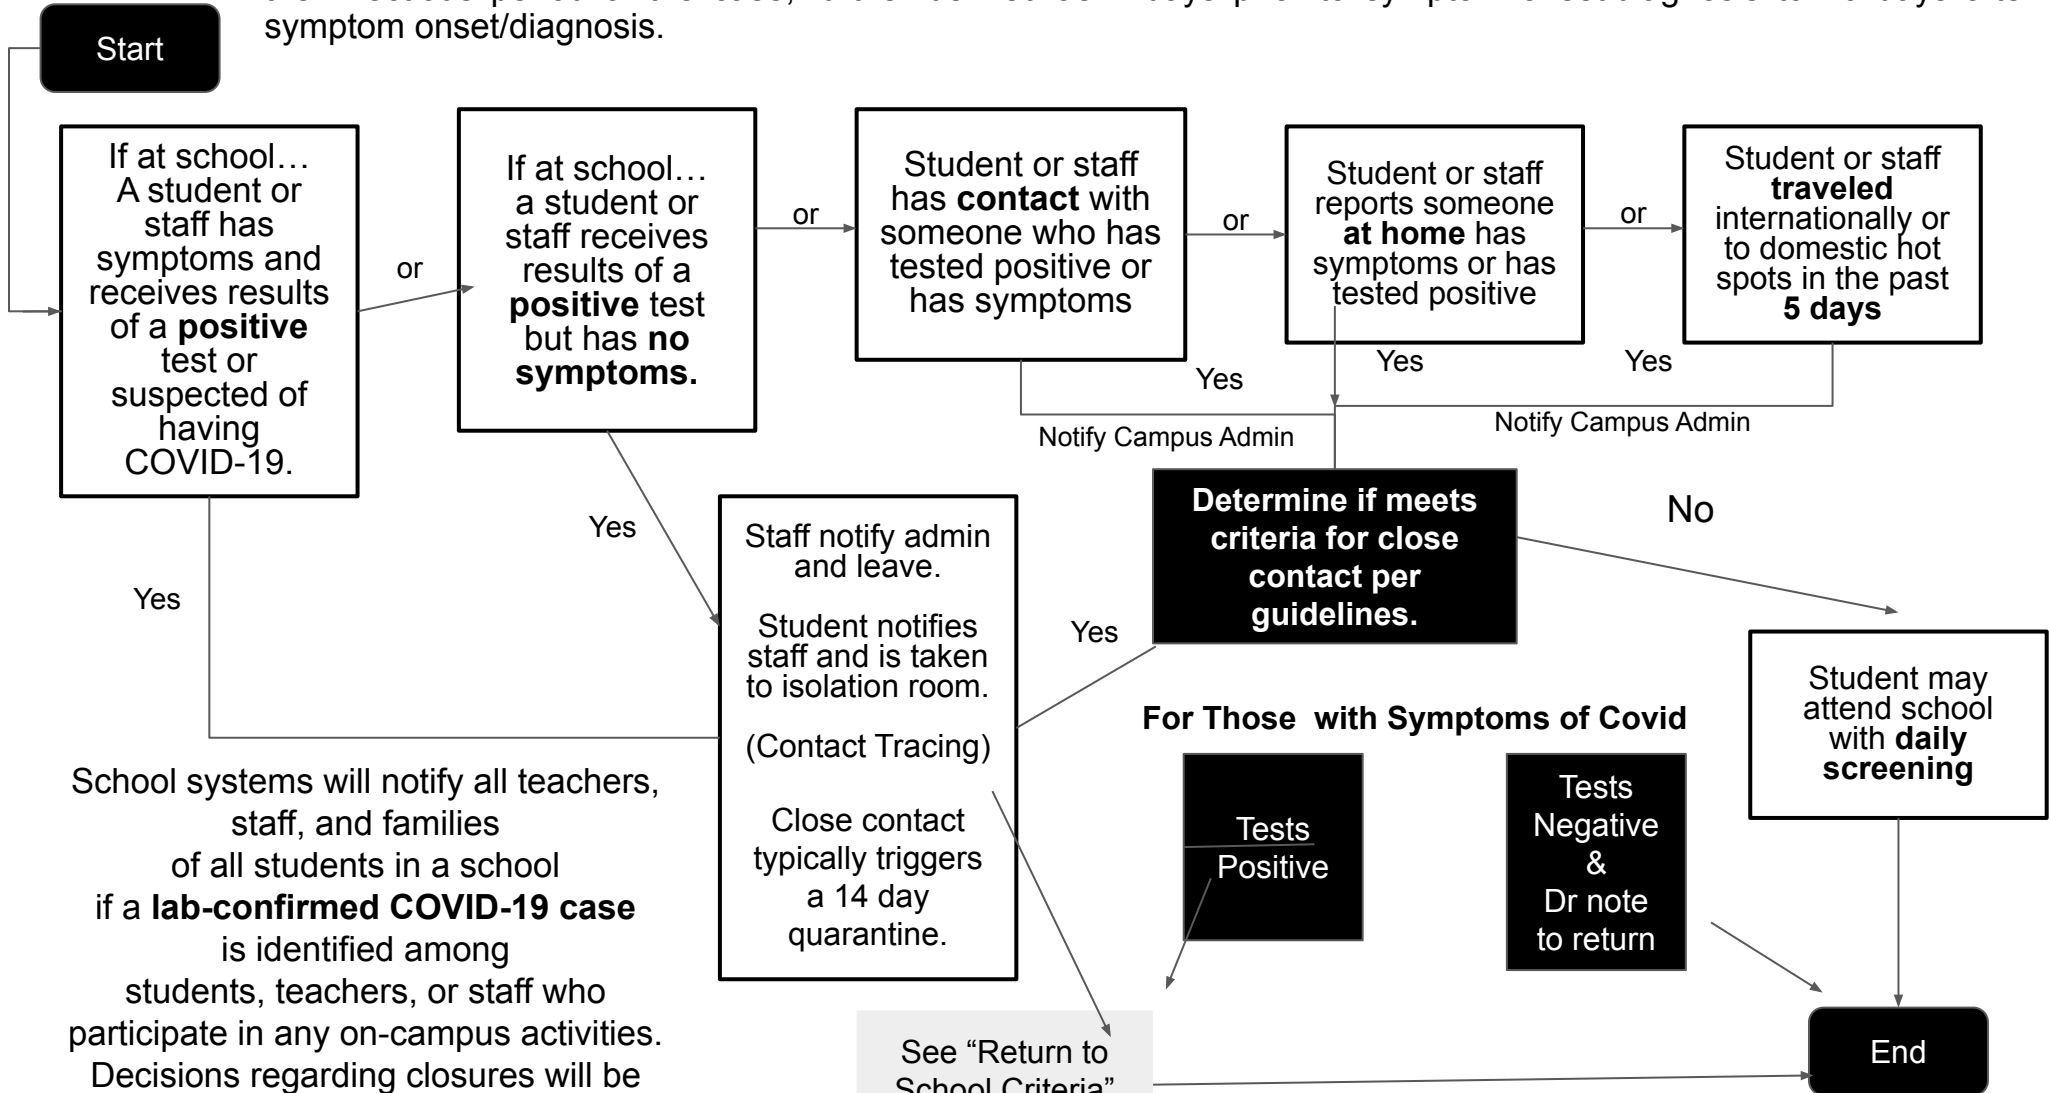 symptom onset/diagnosis.
Start
If at school…
A student or
staff has
symptoms and
receives results
of a positive
test or
suspected of
having
COVID-19.
or
If at school…
a student or
staff receives
results of a
positive test
but has no
symptoms.
or
Student or staff
has contact with
someone who has
tested positive or
has symptoms
or
Student or staff
reports someone
at home has
symptoms or has
tested positive
or
Student or staff
traveled
internationally or
to domestic hot
spots in the past
5 days
Yes
Yes
Yes
Notify Campus Admin
Notify Campus Admin
Yes
Yes
Staff notify admin
and leave.
Student notifies
staff and is taken
to isolation room.
(Contact Tracing)
Close contact
typically triggers
a 14 day
quarantine.
Yes
Determine if meets
criteria for close
contact per
guidelines.
No
Student may
attend school
with daily
screening
For Those with Symptoms of Covid
Tests
Positive
Tests
Negative
&
Dr note
to return
School systems will notify all teachers,
staff, and families
of all students in a school
if a lab-confirmed COVID-19 case
is identified among
students, teachers, or staff who
participate in any on-campus activities.
Decisions regarding closures will be
See “Return to
School Criteria”
End